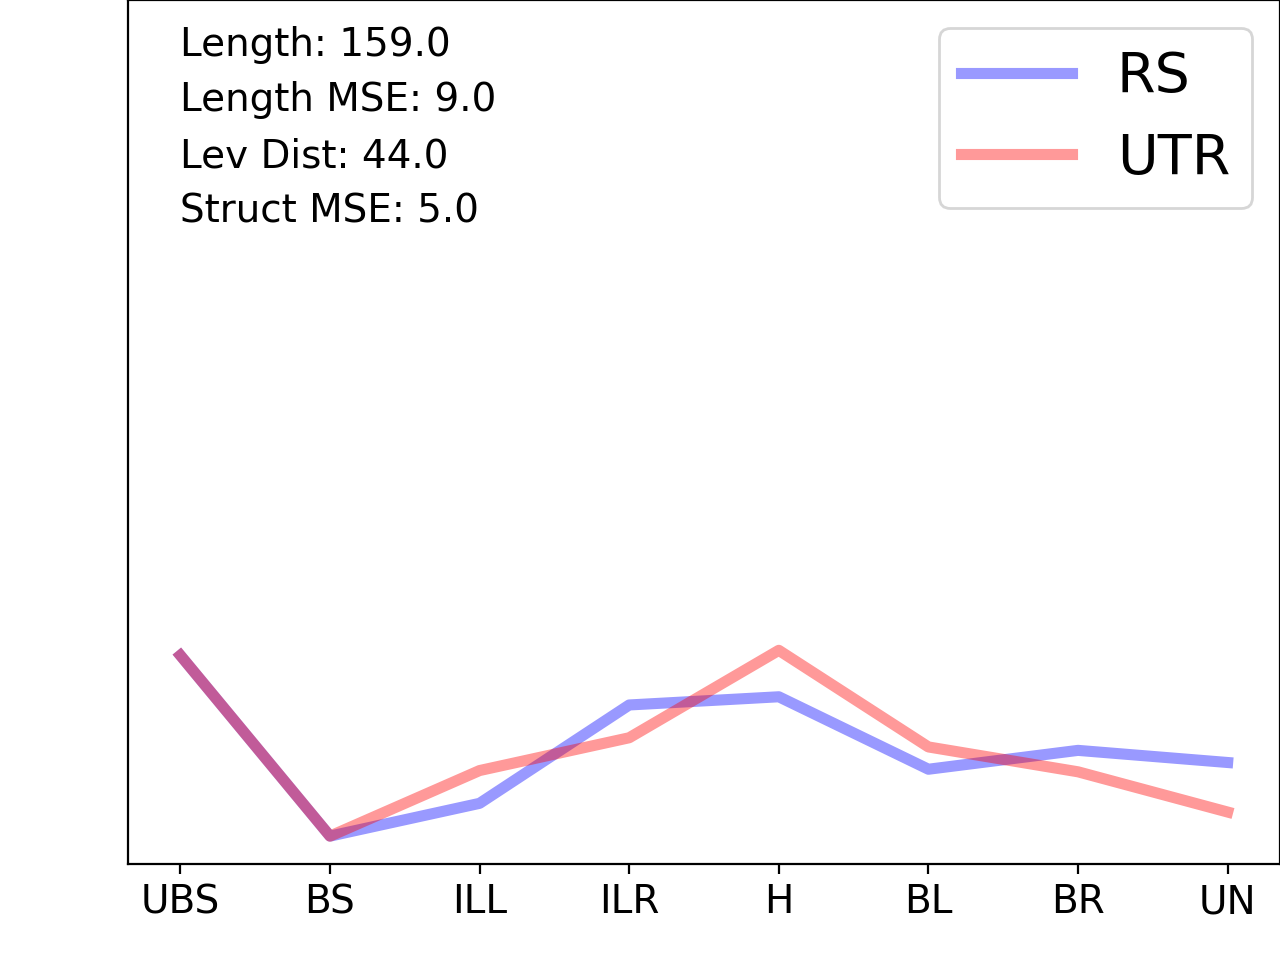 Length: 159.0
Length MSE: 9.0
Lev Dist: 44.0
Struct MSE: 5.0
RS
UTR
UBS BS ILL ILR H BL BR UN